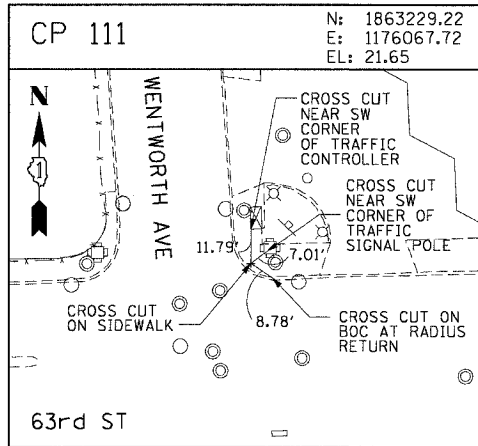 CP 111
N: 1863229.22
E: 1176067.72
EL: 21.65
N
1
WENTWORTH AVE
CROSS CUT
NEAR SW
CORNER
OF TRAFFIC
CONTROLLER
CROSS CUT
NEAR SW
CORNER OF
TRAFFIC
SIGNAL POLE
11.79'
7.01'
8.78'
CROSS CUT
ON SIDEWALK
CROSS CUT ON
BOC AT RADIUS
RETURN
63rd ST